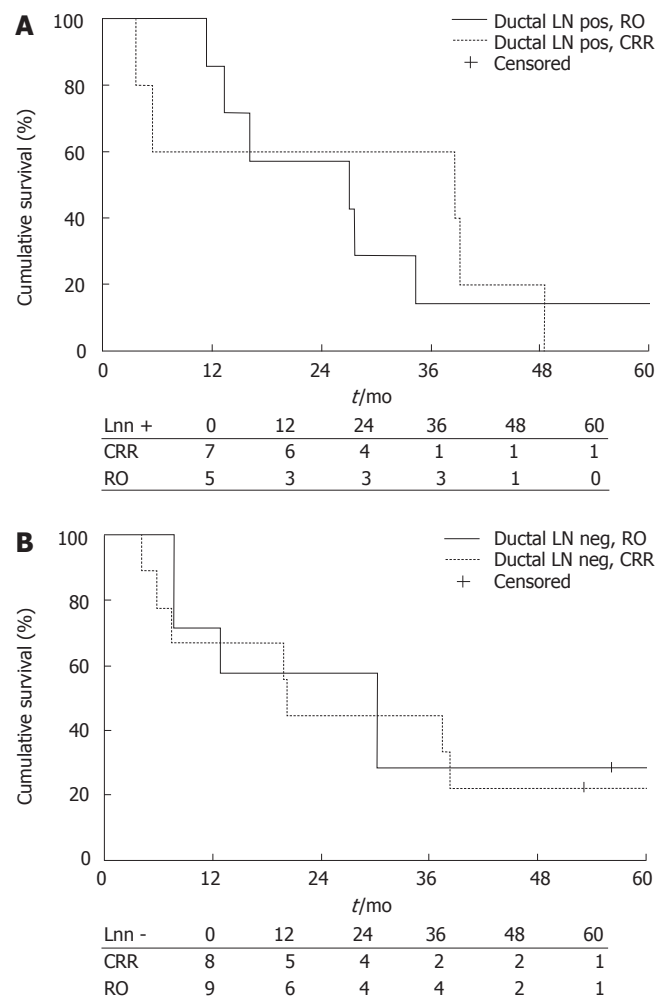 A
Ductal LN pos, RO
Ductal LN pos, CRR
Censored
Cumulative survival (%)
100
80
60
40
20
0
0 12 24 36 48 60
t/mo
Lnn + 0 12 24 36 48 60
CRR 7 6 4 1 1 1
RO 5 3 3 3 1 0
B
Ductal LN neg, RO
Ductal LN neg, CRR
Censored
Cumulative survival (%)
100
80
60
40
20
0
0 12 24 36 48 60
t/mo
Lnn - 0 12 24 36 48 60
CRR 8 5 4 2 2 1
RO 9 6 4 4 2 1